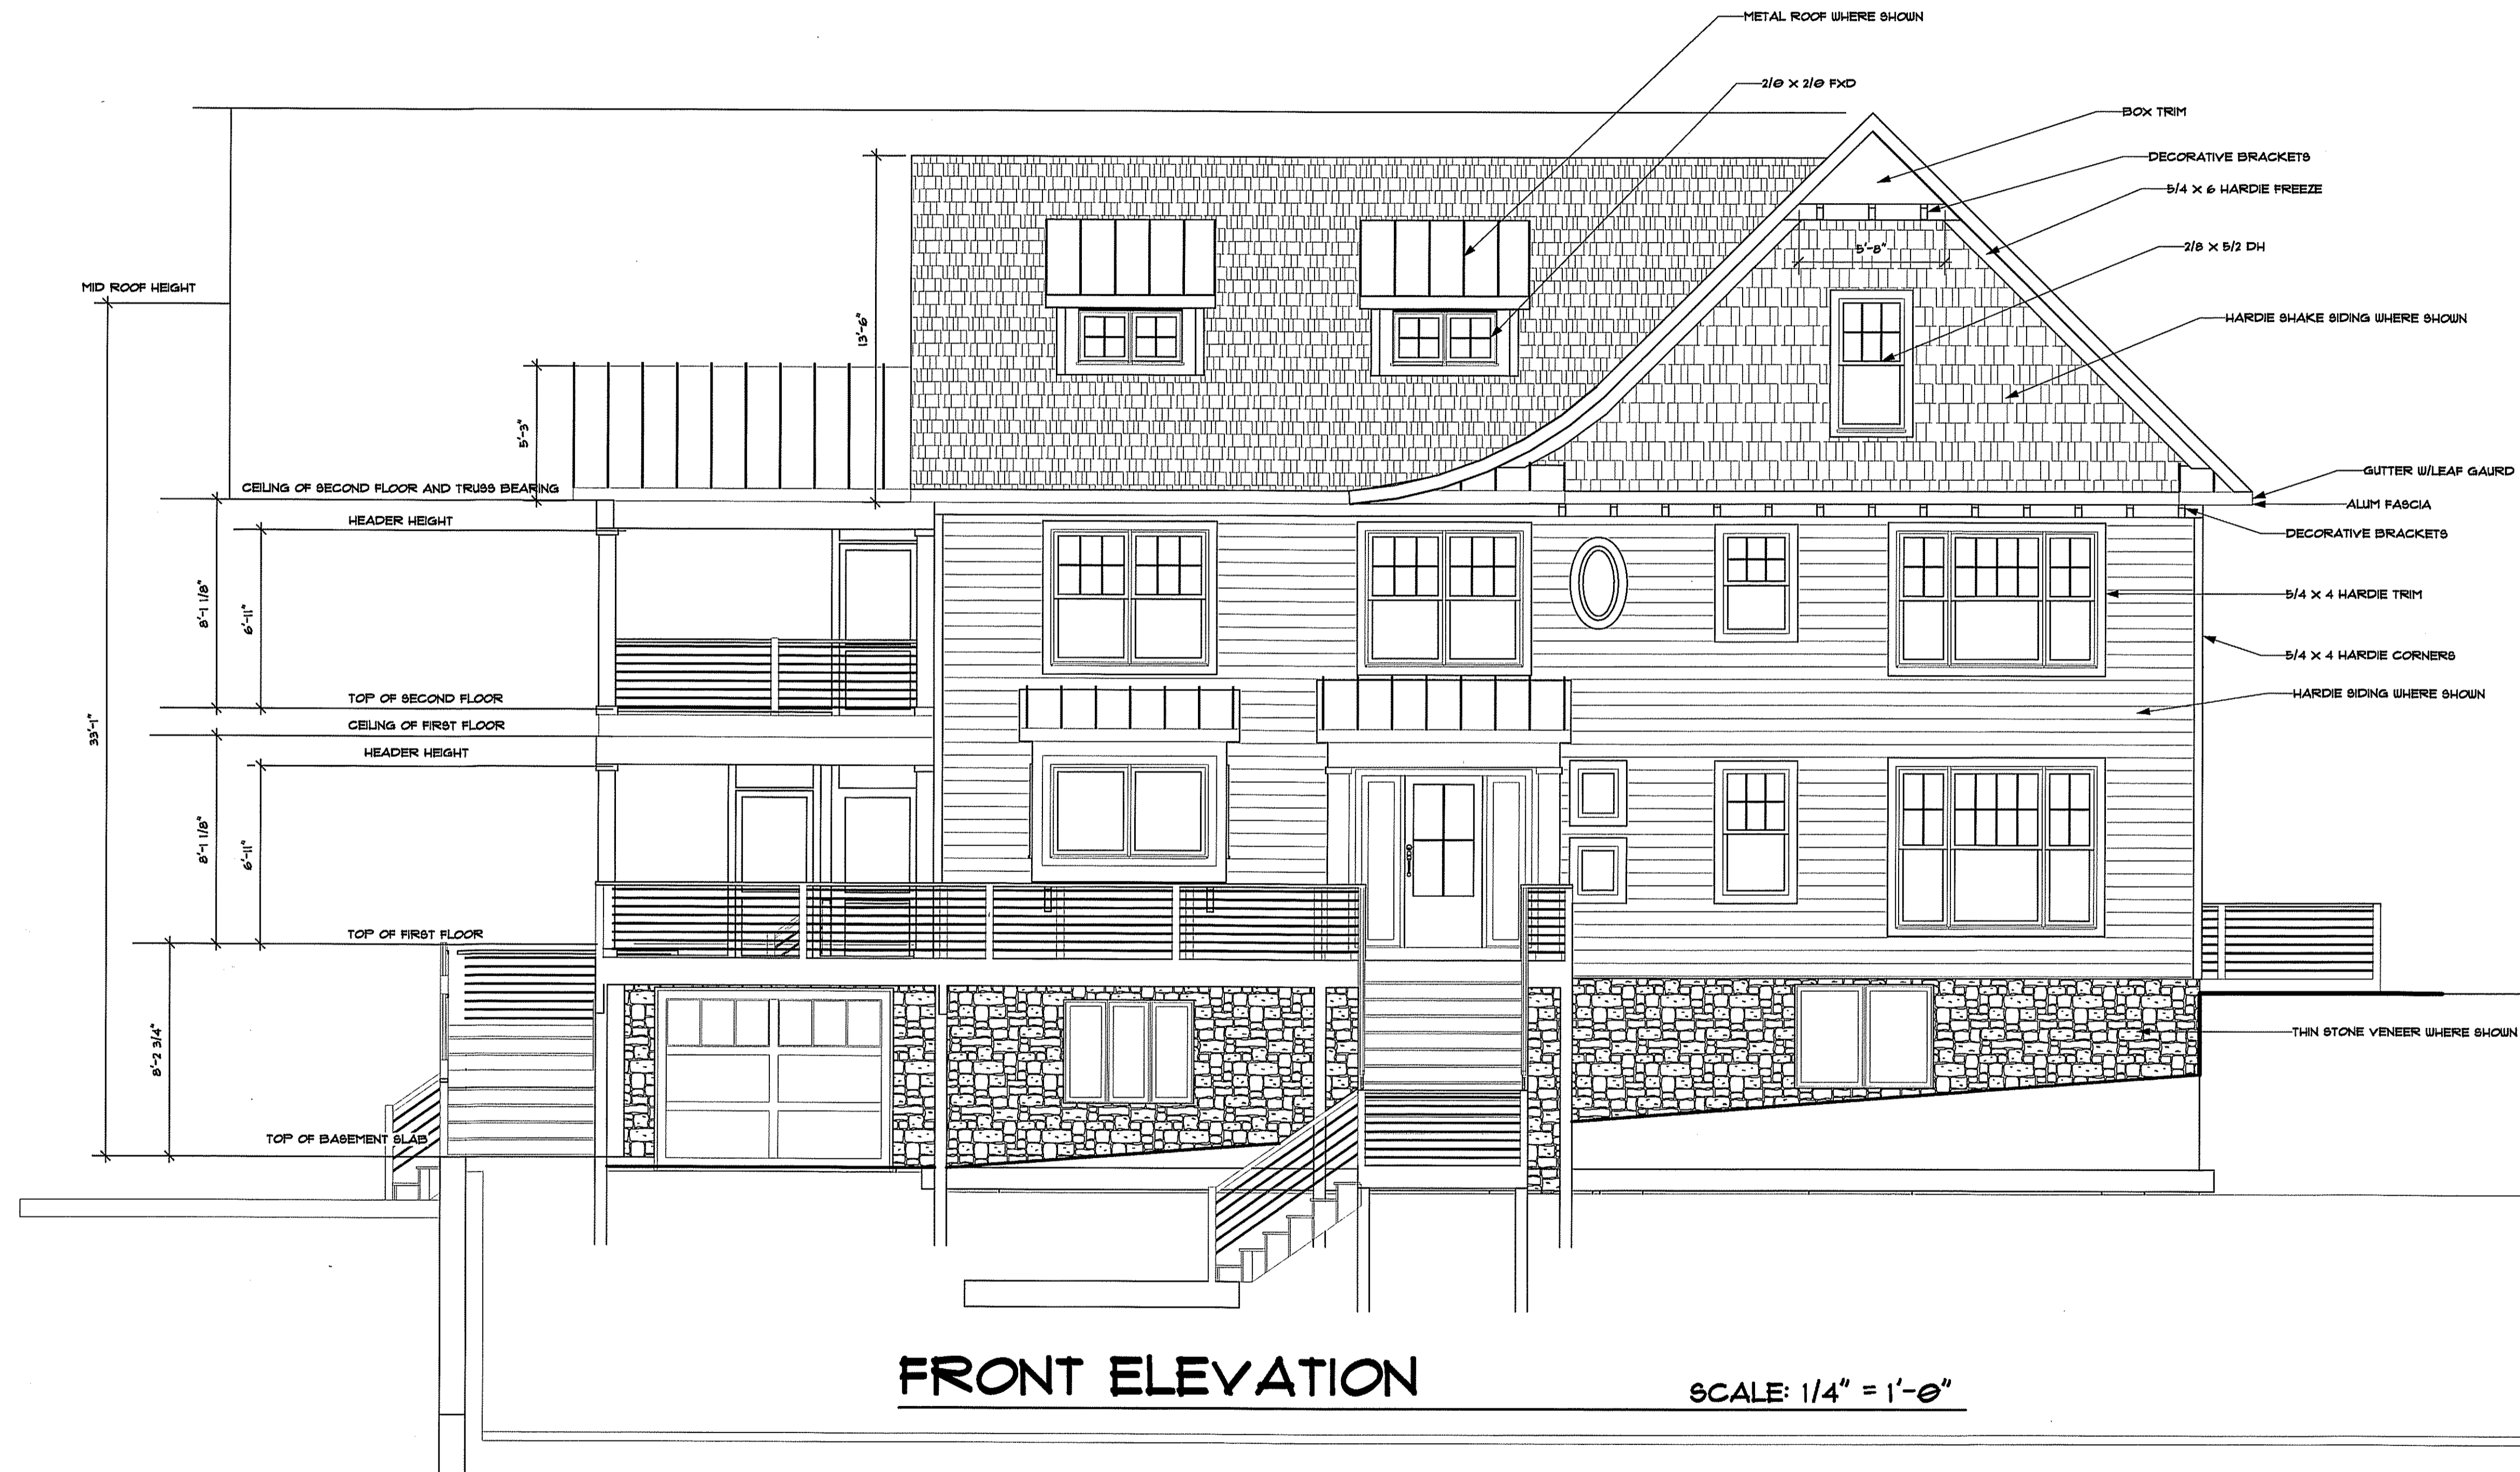 METAL ROOF WHERE SHOWN
2/0 X 2/0 FXD
BOX TRIM
DECORATIVE BRACKETS
5/4 X 6 HARDIE FREEZE
5'-8"
2/8 X 5/2 DH
MID ROOF HEIGHT
13'-6"
HARDIE SHAKE SIDING WHERE SHOWN
5'-3"
GUTTER W/LEAF GAURD
CEILING OF SECOND FLOOR AND TRUSS BEARING
ALUM FASCIA
HEADER HEIGHT
DECORATIVE BRACKETS
8'-1 1/8"
6'-11"
5/4 X 4 HARDIE TRIM
5/4 X 4 HARDIE CORNERS
TOP OF SECOND FLOOR
HARDIE SIDING WHERE SHOWN
CEILING OF FIRST FLOOR
33'-1"
HEADER HEIGHT
8'-1 1/8"
6'-11"
TOP OF FIRST FLOOR
8'-2 3/4"
THIN STONE VENEER WHERE SHOWN
TOP OF BASEMENT SLAB
FRONT ELEVATION
SCALE: 1/4" = 1'-0"